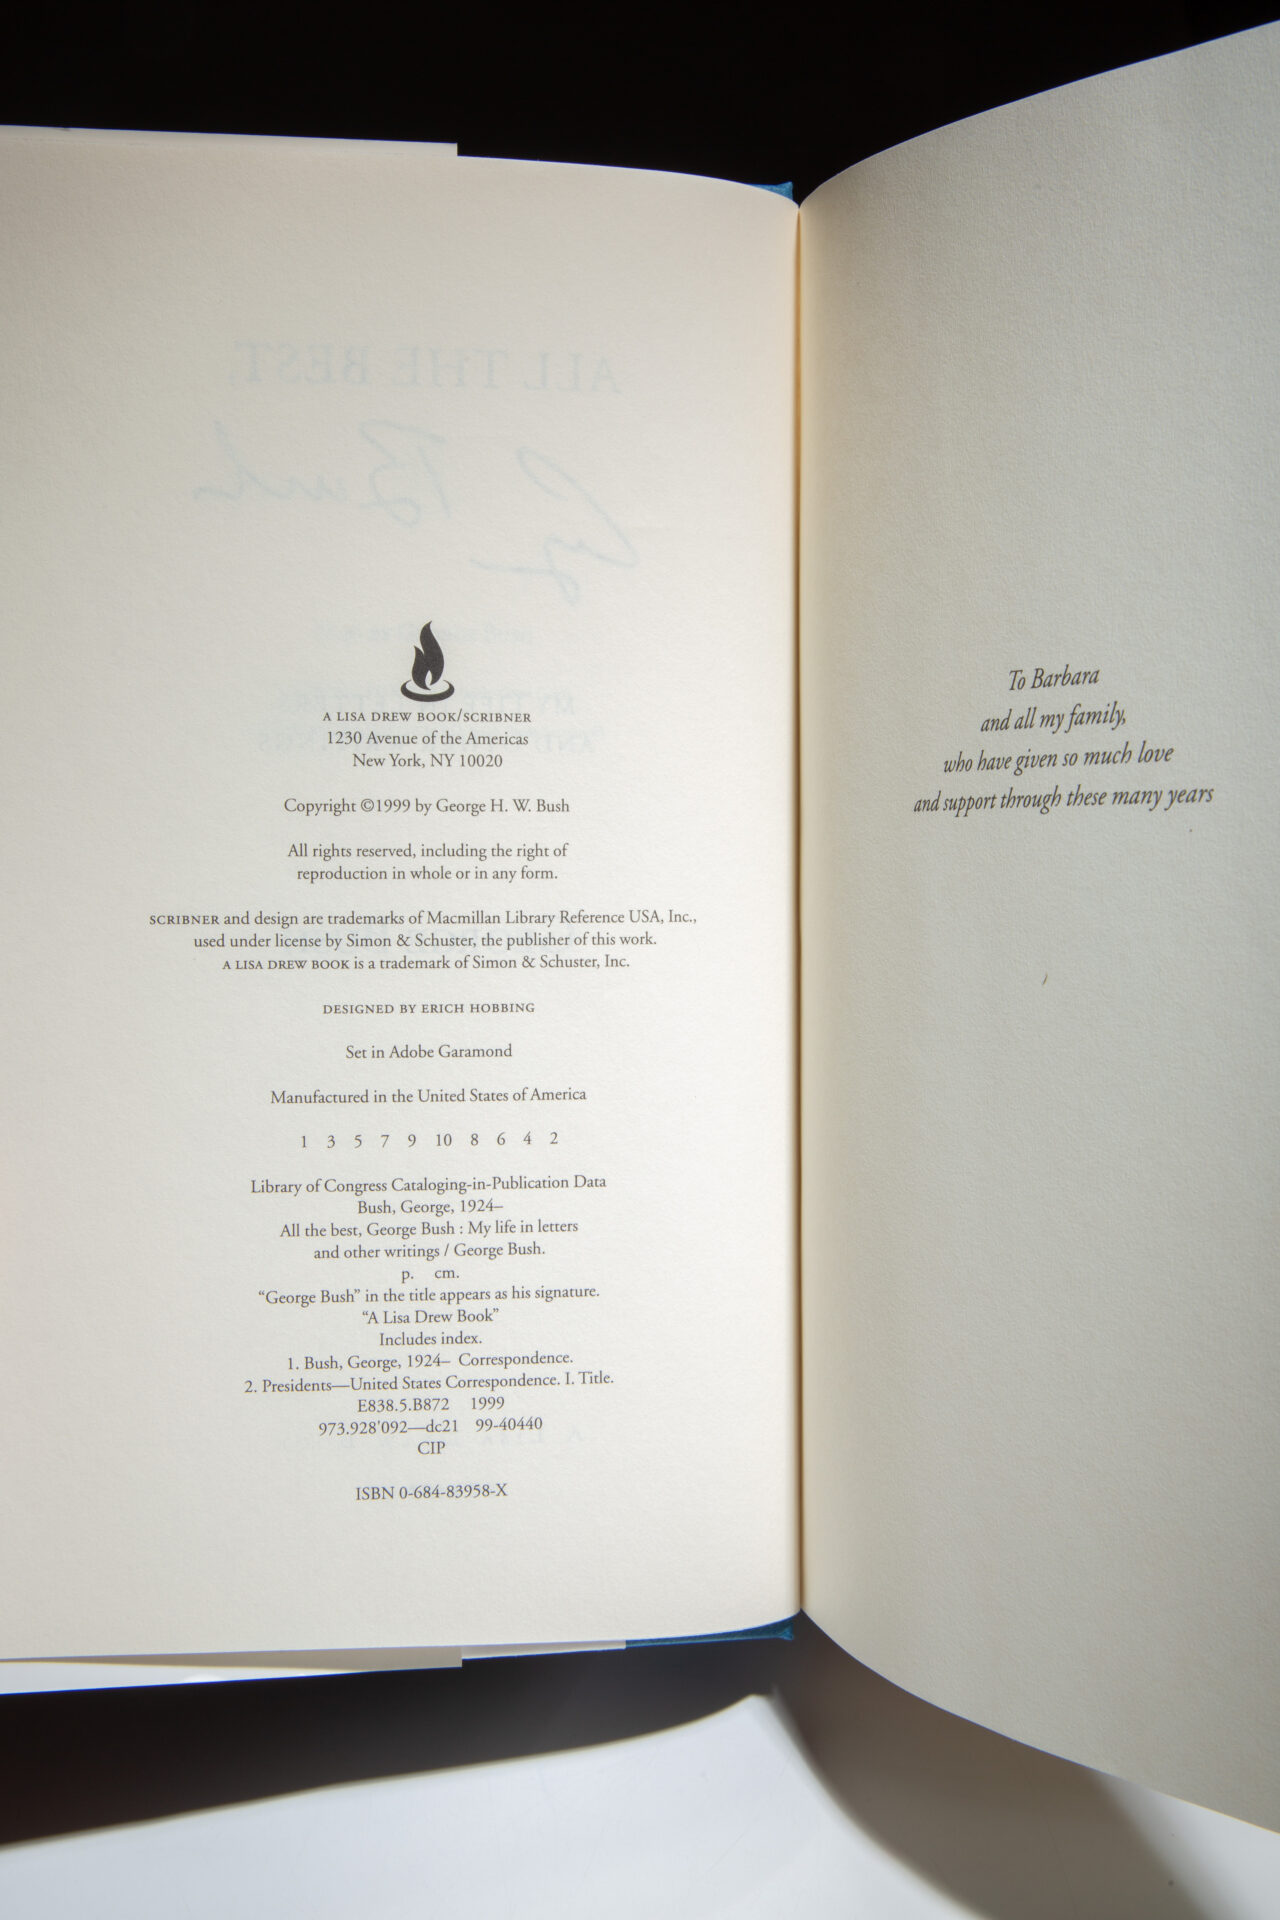 A LISA DREW BOOK/SCRIBNER
1230 Avenue of the Americas
New York, NY 10020
Copyright ©1999 by George H. W. Bush
All rights reserved, including the right of
reproduction in whole or in any form.
SCRIBNER and design are trademarks of Macmillan Library Reference USA, Inc.,
used under license by Simon & Schuster, the publisher of this work.
A LISA DREW BOOK is a trademark of Simon & Schuster, Inc.
DESIGNED BY ERICH HOBBING
Set in Adobe Garamond
Manufactured in the United States of America
1 3 5 7 9 10 8 6 4 2
Library of Congress Cataloging-in-Publication Data
Bush, George, 1924–
All the best, George Bush : My life in letters
and other writings / George Bush.
p. cm.
“George Bush” in the title appears as his signature.
“A Lisa Drew Book”
Includes index.
1. Bush, George, 1924– Correspondence.
2. Presidents—United States Correspondence. I. Title.
E838.5.B872 1999
973.928'092—dc21 99-40440
CIP
ISBN 0-684-83958-X
To Barbara
and all my family,
who have given so much love
and support through these many years